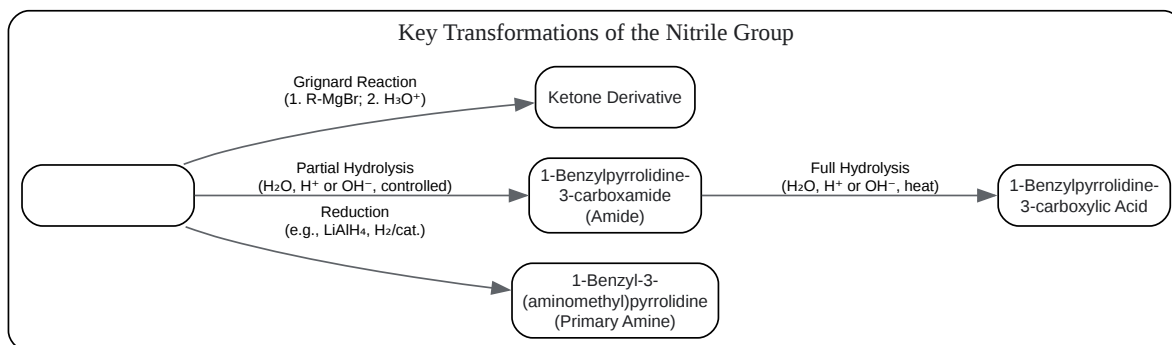 Key Transformations of the Nitrile Group
Grignard Reaction
(1. R-MgBr; 2. H₃O⁺)
Ketone Derivative
Partial Hydrolysis
(H₂O, H⁺ or OH⁻, controlled)
1-Benzylpyrrolidine-
3-carboxamide
(Amide)
Full Hydrolysis
(H₂O, H⁺ or OH⁻, heat)
1-Benzylpyrrolidine-
3-carboxylic Acid
Reduction
(e.g., LiAlH₄, H₂/cat.)
1-Benzyl-3-
(aminomethyl)pyrrolidine
(Primary Amine)